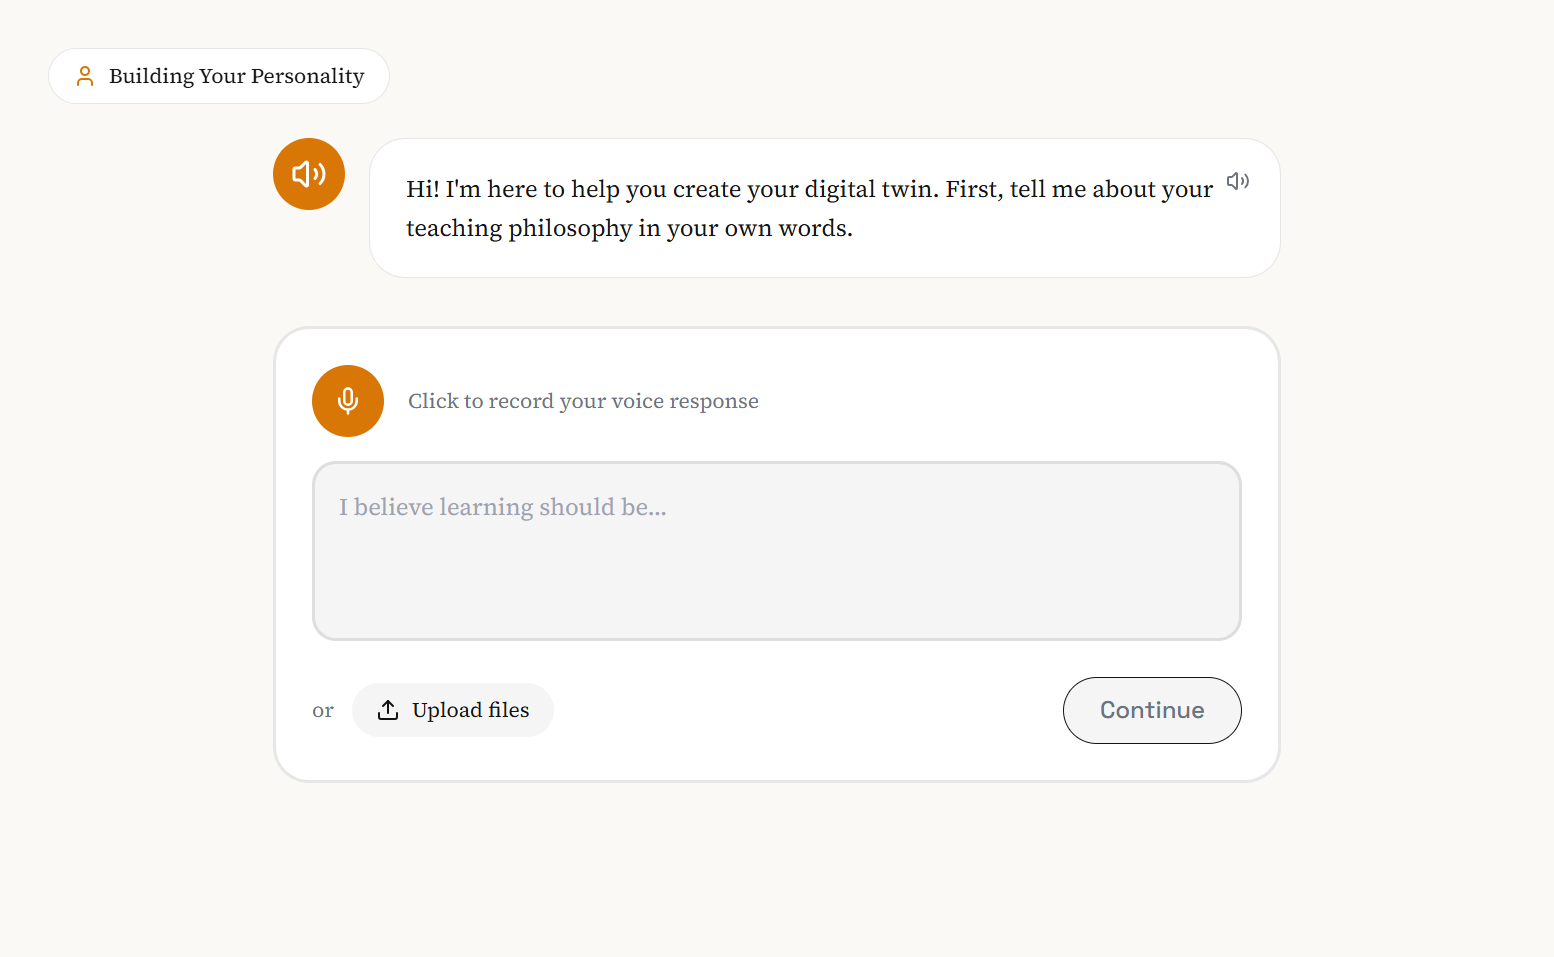 Building Your Personality
Hi! I'm here to help you create your digital twin. First, tell me about your
teaching philosophy in your own words.
Click to record your voice response
I believe learning should be...
or
Upload files
Continue